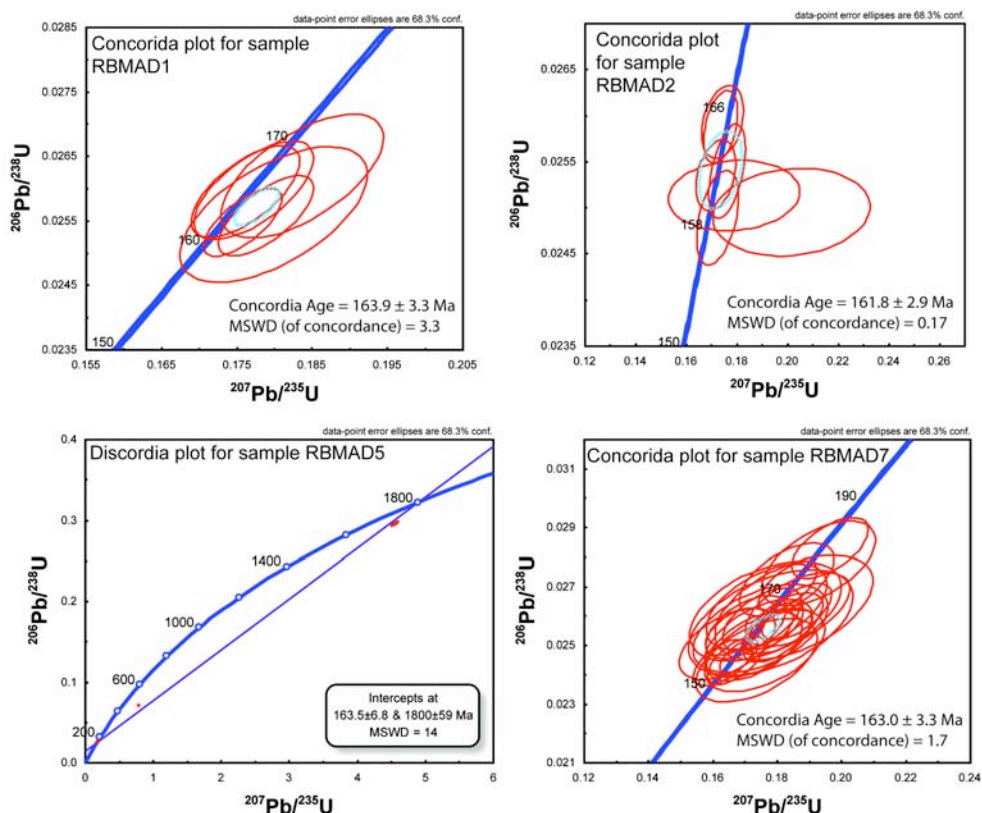 data-point error ellipses are 68.3% conf.
Concorida plot for sample
RBMAD1
0.0285
0.0275
0.0265
0.0255
0.0245
0.0235
206Pb/238U
170
160
150
Concordia Age = 163.9 ± 3.3 Ma
MSWD (of concordance) = 3.3
0.155
0.165
0.175
0.185
0.195
0.205
207Pb/235U
data-point error ellipses are 68.3% conf.
Concorida plot
for sample
RBMAD2
0.0265
0.0255
0.0245
0.0235
206Pb/238U
166
158
150
Concordia Age = 161.8 ± 2.9 Ma
MSWD (of concordance) = 0.17
0.12
0.14
0.16
0.18
0.20
0.22
0.24
0.26
207Pb/235U
data-point error ellipses are 68.3% conf.
Discordia plot for sample RBMAD5
0.4
0.3
0.2
0.1
0.0
206Pb/238U
1800
1400
1000
600
200
Intercepts at
163.5±6.8 & 1800±59 Ma
MSWD = 14
0
1
2
3
4
5
6
207Pb/235U
data-point error ellipses are 68.3% conf.
Concorida plot for sample RBMAD7
0.031
0.029
0.027
0.025
0.023
0.021
206Pb/238U
190
170
150
Concordia Age = 163.0 ± 3.3 Ma
MSWD (of concordance) = 1.7
0.12
0.14
0.16
0.18
0.20
0.22
0.24
207Pb/235U